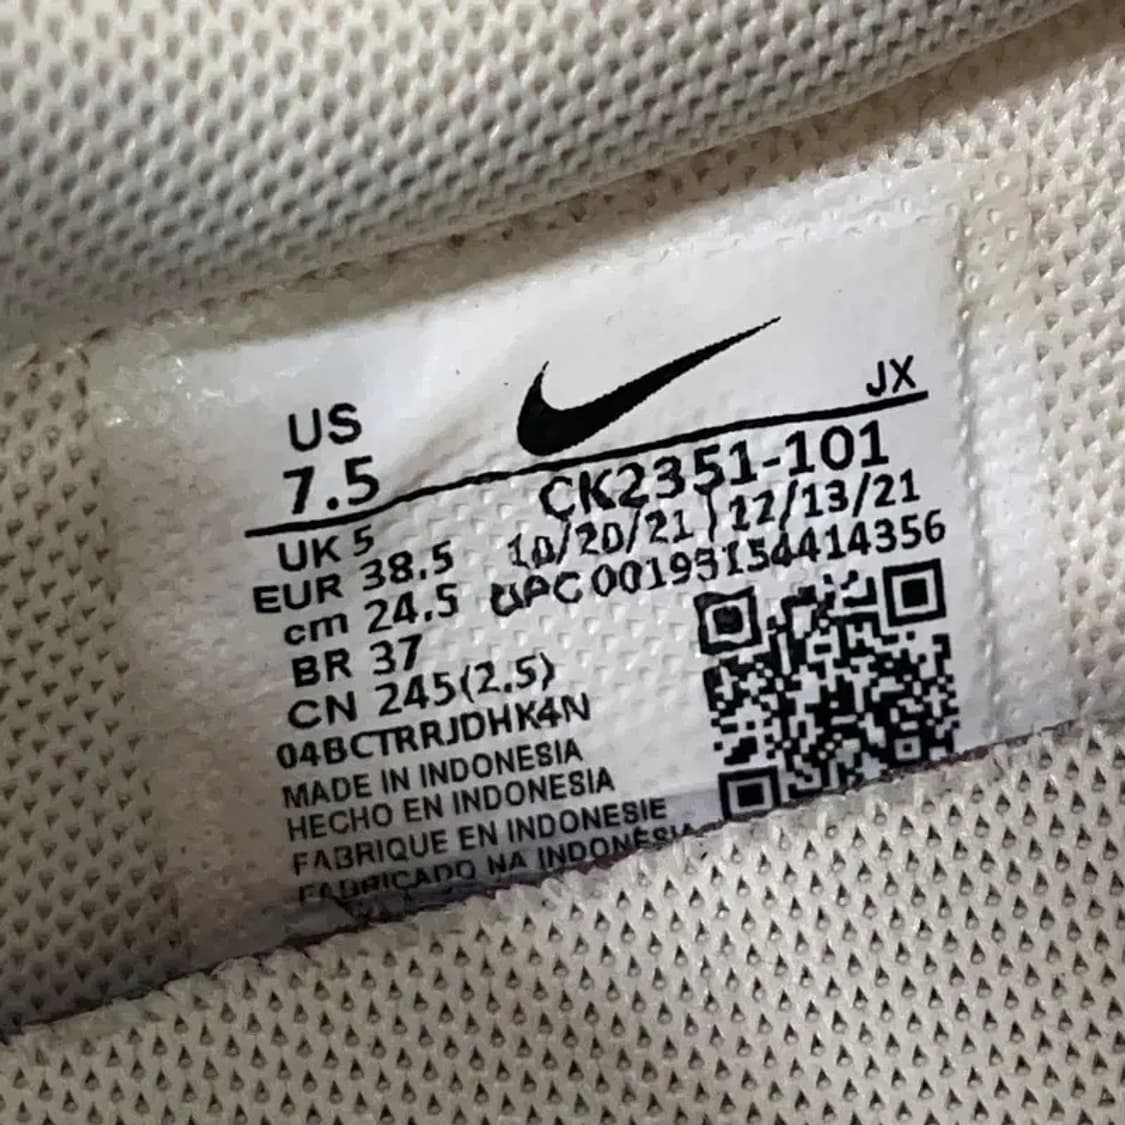 JX
US
7.5
CK2351-101
UK 5
10/20/21 | 12/13/21
EUR 38.5
UPC 00193154414356
cm 24.5
BR 37
CN 245(2.5)
04BCTRRJDHK4N
MADE IN INDONESIA
HECHO EN INDONESIA
FABRIQUE EN INDONESIE
FABRICADO NA INDONÉSIA